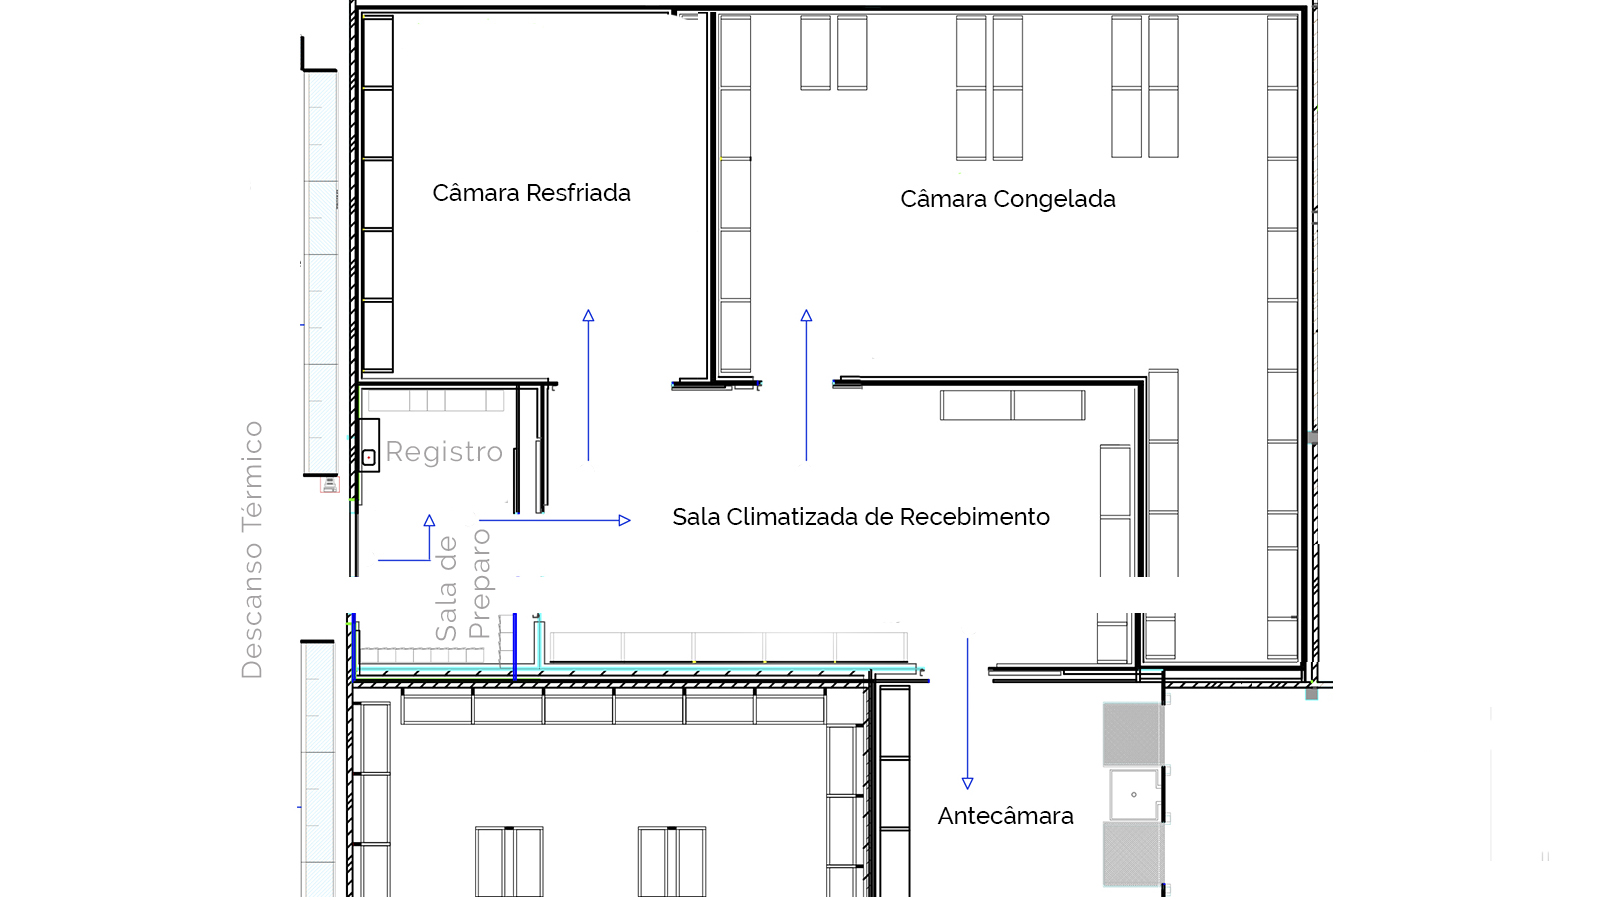 Câmara Resfriada
Câmara Congelada
Registro
Descanso Térmico
Sala de
Preparo
Sala Climatizada de Recebimento
Antecâmara